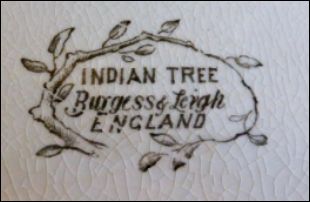 INDIAN TREE
Burgess & Leigh
ENGLAND